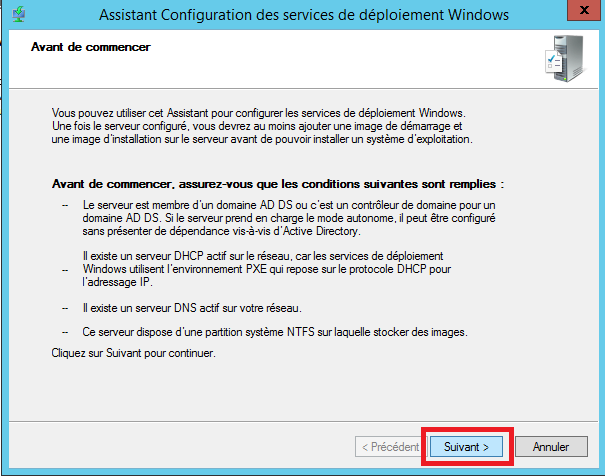 Assistant Configuration des services de déploiement Windows
x
Avant de commencer
Vous pouvez utiliser cet Assistant pour configurer les services de déploiement Windows.
Une fois le serveur configuré, vous devrez au moins ajouter une image de démarrage et
une image d'installation sur le serveur avant de pouvoir installer un système d'exploitation.
Avant de commencer, assurez-vous que les conditions suivantes sont remplies :
-- Le serveur est membre d'un domaine AD DS ou c'est un contrôleur de domaine pour un
domaine AD DS. Si le serveur prend en charge le mode autonome, il peut être configuré
sans présenter de dépendance vis-à-vis d'Active Directory.
Il existe un serveur DHCP actif sur le réseau, car les services de déploiement
-- Windows utilisent l'environnement PXE qui repose sur le protocole DHCP pour
l'adressage IP.
-- Il existe un serveur DNS actif sur votre réseau.
-- Ce serveur dispose d'une partition système NTFS sur laquelle stocker des images.
Cliquez sur Suivant pour continuer.
< Précédent Suivant > Annuler